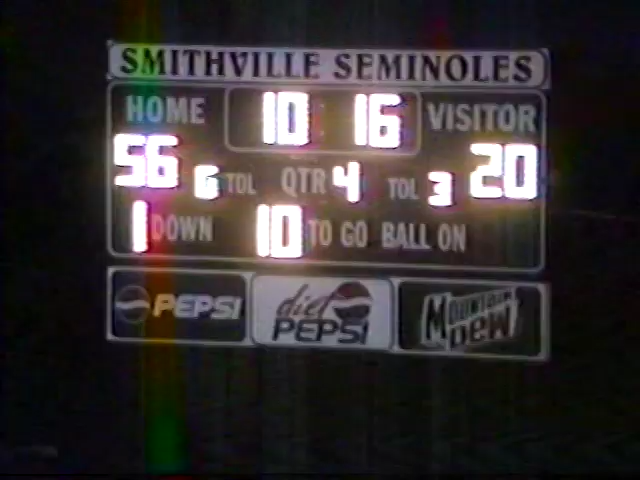 SMITHVILLE SEMINOLES
HOME 10 16 VISITOR
56 6 TOL QTR 4 TOL 3 20
1 DOWN 10 TO GO BALL ON
PEPSI diet PEPSI MOUNTAIN DEW